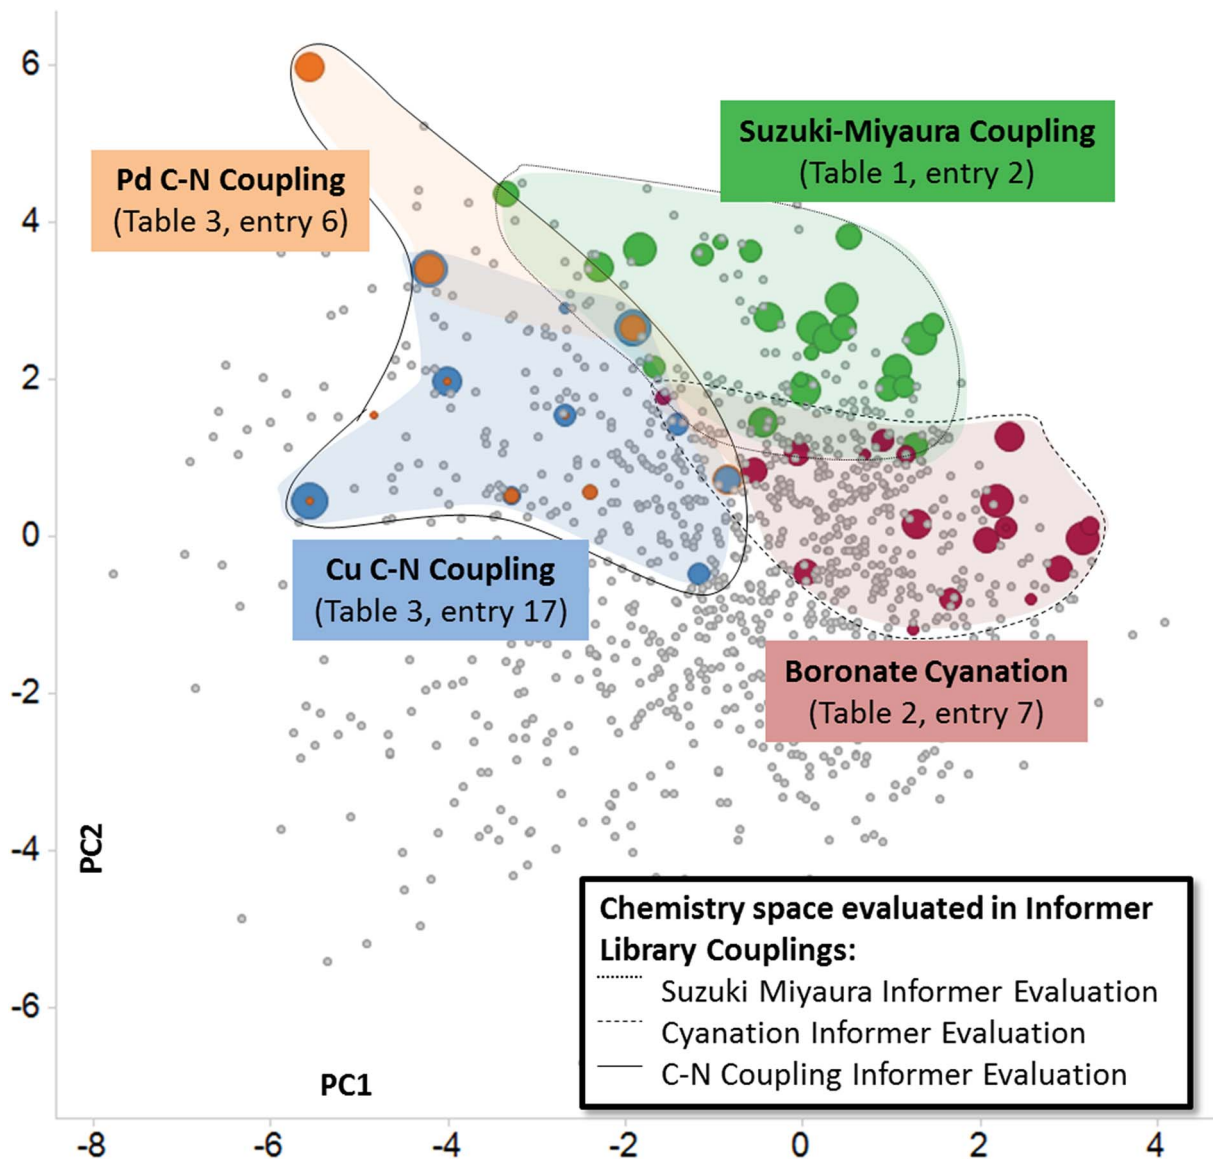 6
4
2
0
-2
-4
-6
PC2
Suzuki-Miyaura Coupling
(Table 1, entry 2)
Pd C-N Coupling
(Table 3, entry 6)
Cu C-N Coupling
(Table 3, entry 17)
Boronate Cyanation
(Table 2, entry 7)
Chemistry space evaluated in Informer
Library Couplings:
Suzuki Miyaura Informer Evaluation
Cyanation Informer Evaluation
C-N Coupling Informer Evaluation
PC1
-8 -6 -4 -2 0 2 4